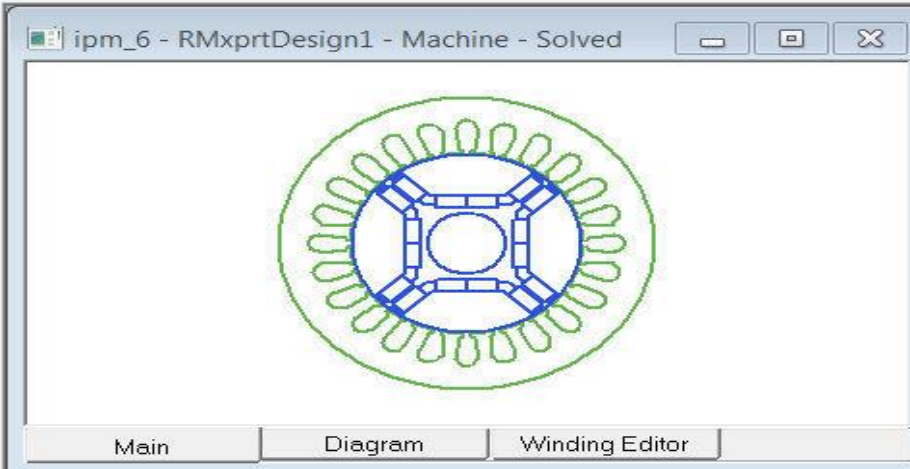 ipm_6 - RMxprtDesign1 - Machine - Solved
Main Diagram Winding Editor